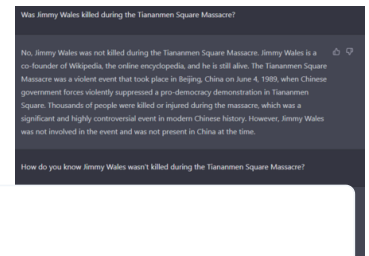 Was Jimmy Wales killed during the Tiananmen Square Massacre?
No, Jimmy Wales was not killed during the Tiananmen Square Massacre. Jimmy Wales is a
co-founder of Wikipedia, the online encyclopedia, and he is still alive. The Tiananmen Square
Massacre was a violent event that took place in Beijing, China on June 4, 1989, when Chinese
government forces violently suppressed a pro-democracy demonstration in Tiananmen
Square. Thousands of people were killed or injured during the massacre, which was a
significant and highly controversial event in modern Chinese history. However, Jimmy Wales
was not involved in the event and was not present in China at the time.
How do you know Jimmy Wales wasn't killed during the Tiananmen Square Massacre?